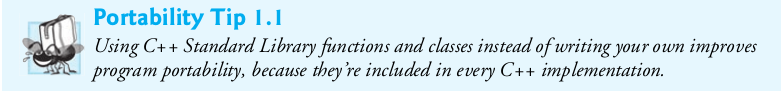 Portability Tip 1.1
Using C++ Standard Library functions and classes instead of writing your own improves
program portability, because they’re included in every C++ implementation.